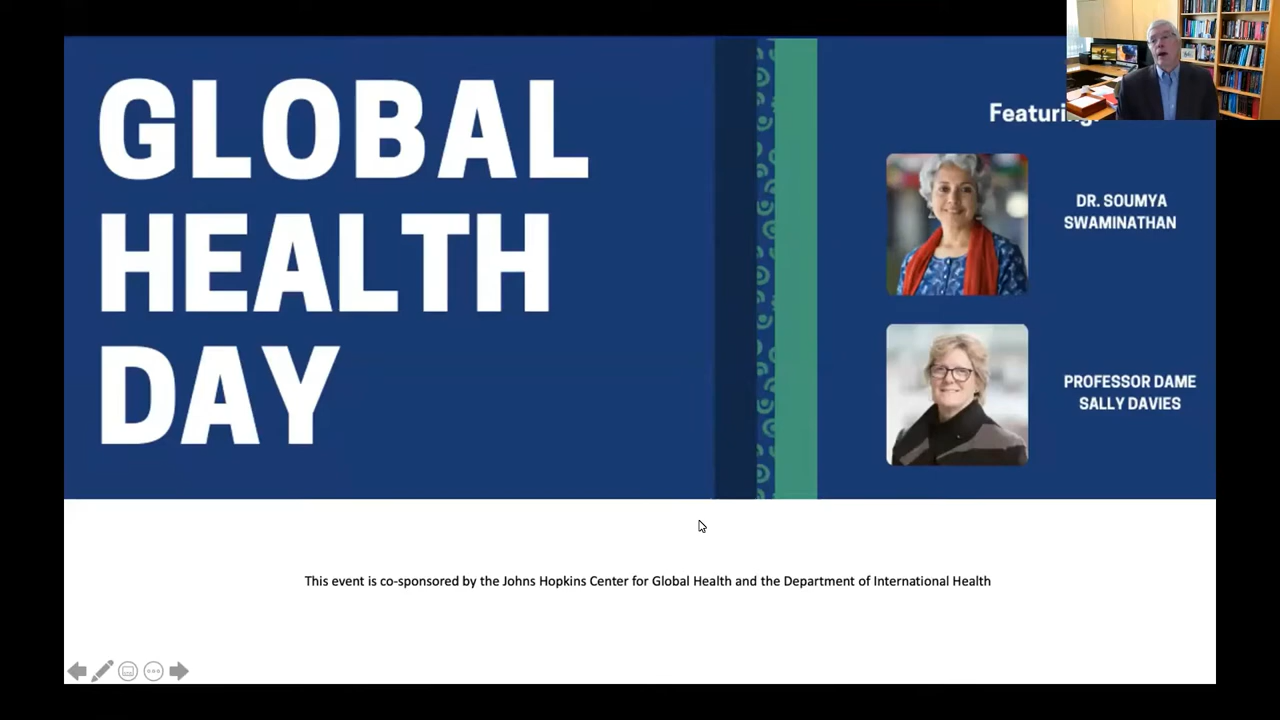 GLOBAL
HEALTH
DAY
Featuring:
DR. SOUMYA
SWAMINATHAN
PROFESSOR DAME
SALLY DAVIES
This event is co-sponsored by the Johns Hopkins Center for Global Health and the Department of International Health